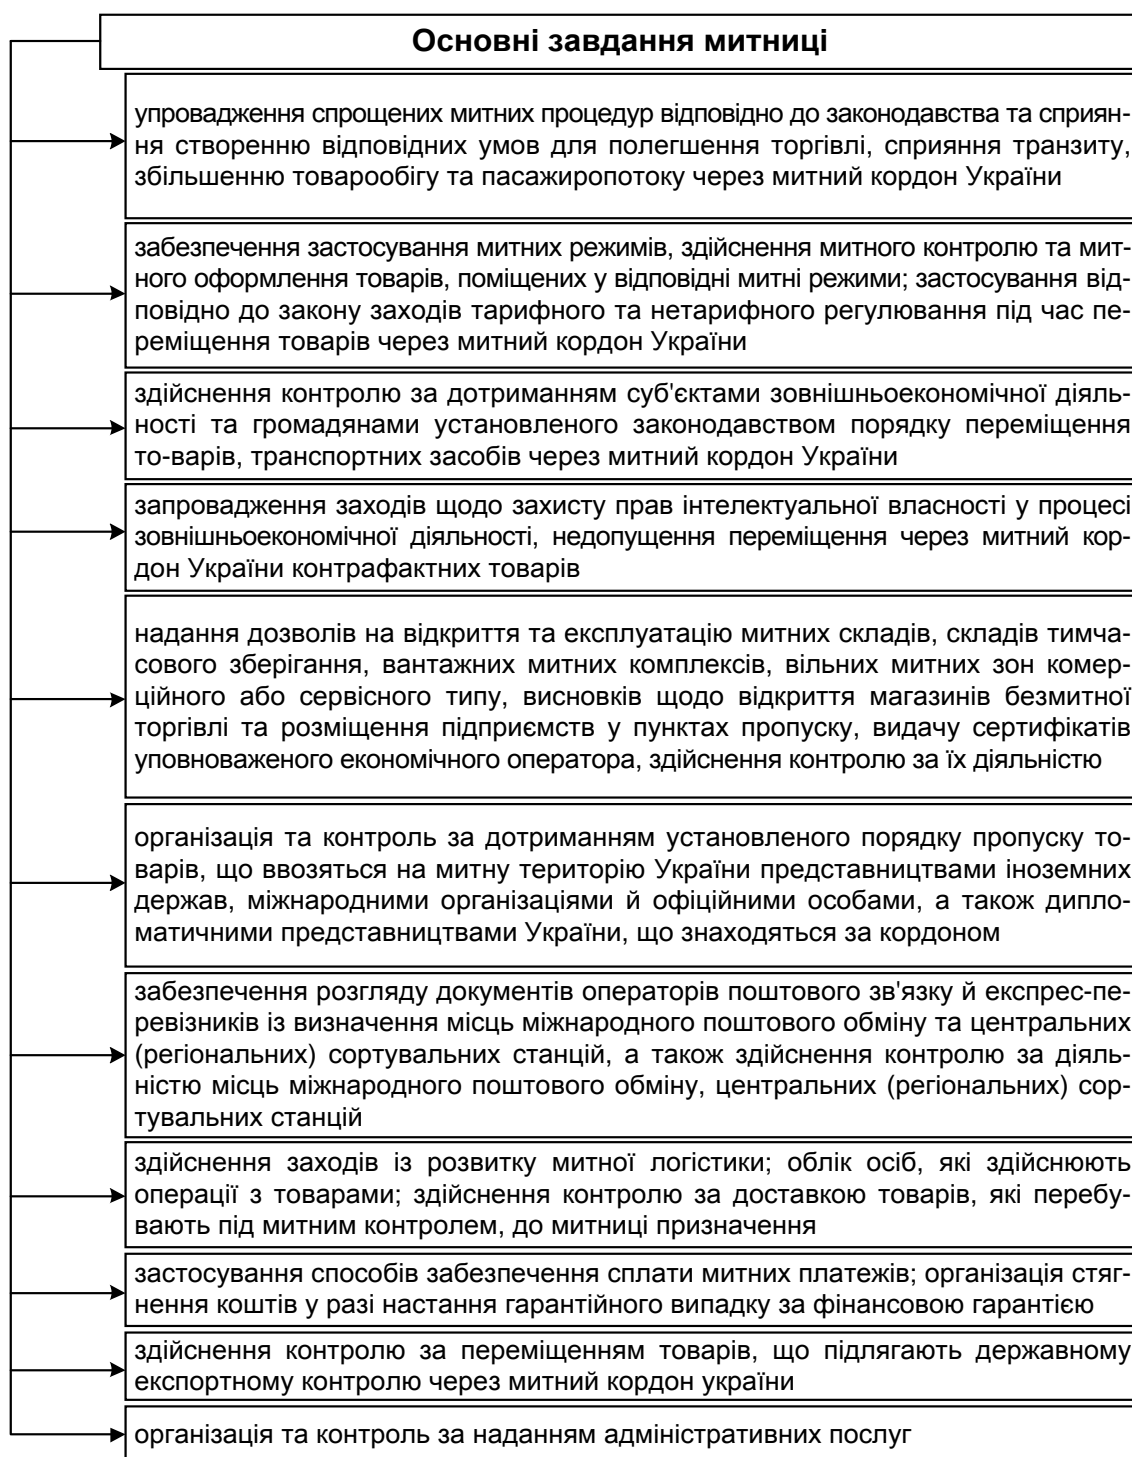 Основні завдання митниці
упровадження спрощених митних процедур відповідно до законодавства та сприян-
ня створенню відповідних умов для полегшення торгівлі, сприяння транзиту,
збільшенню товарообігу та пасажиропотоку через митний кордон України
забезпечення застосування митних режимів, здійснення митного контролю та мит-
ного оформлення товарів, поміщених у відповідні митні режими; застосування від-
повідно до закону заходів тарифного та нетарифного регулювання під час пе-
реміщення товарів через митний кордон України
здійснення контролю за дотриманням суб'єктами зовнішньоекономічної діяль-
ності та громадянами установленого законодавством порядку переміщення
то-варів, транспортних засобів через митний кордон України
запровадження заходів щодо захисту прав інтелектуальної власності у процесі
зовнішньоекономічної діяльності, недопущення переміщення через митний кор-
дон України контрафактних товарів
надання дозволів на відкриття та експлуатацію митних складів, складів тимча-
сового зберігання, вантажних митних комплексів, вільних митних зон комер-
ційного або сервісного типу, висновків щодо відкриття магазинів безмитної
торгівлі та розміщення підприємств у пунктах пропуску, видачу сертифікатів
уповноваженого економічного оператора, здійснення контролю за їх діяльністю
організація та контроль за дотриманням установленого порядку пропуску то-
варів, що ввозяться на митну територію України представництвами іноземних
держав, міжнародними організаціями й офіційними особами, а також дипло-
матичними представництвами України, що знаходяться за кордоном
забезпечення розгляду документів операторів поштового зв'язку й експрес-пе-
ревізників із визначення місць міжнародного поштового обміну та центральних
(регіональних) сортувальних станцій, а також здійснення контролю за діяль-
ністю місць міжнародного поштового обміну, центральних (регіональних) сор-
тувальних станцій
здійснення заходів із розвитку митної логістики; облік осіб, які здійснюють
операції з товарами; здійснення контролю за доставкою товарів, які перебу-
вають під митним контролем, до митниці призначення
застосування способів забезпечення сплати митних платежів; організація стяг-
нення коштів у разі настання гарантійного випадку за фінансовою гарантією
здійснення контролю за переміщенням товарів, що підлягають державному
експортному контролю через митний кордон україни
організація та контроль за наданням адміністративних послуг